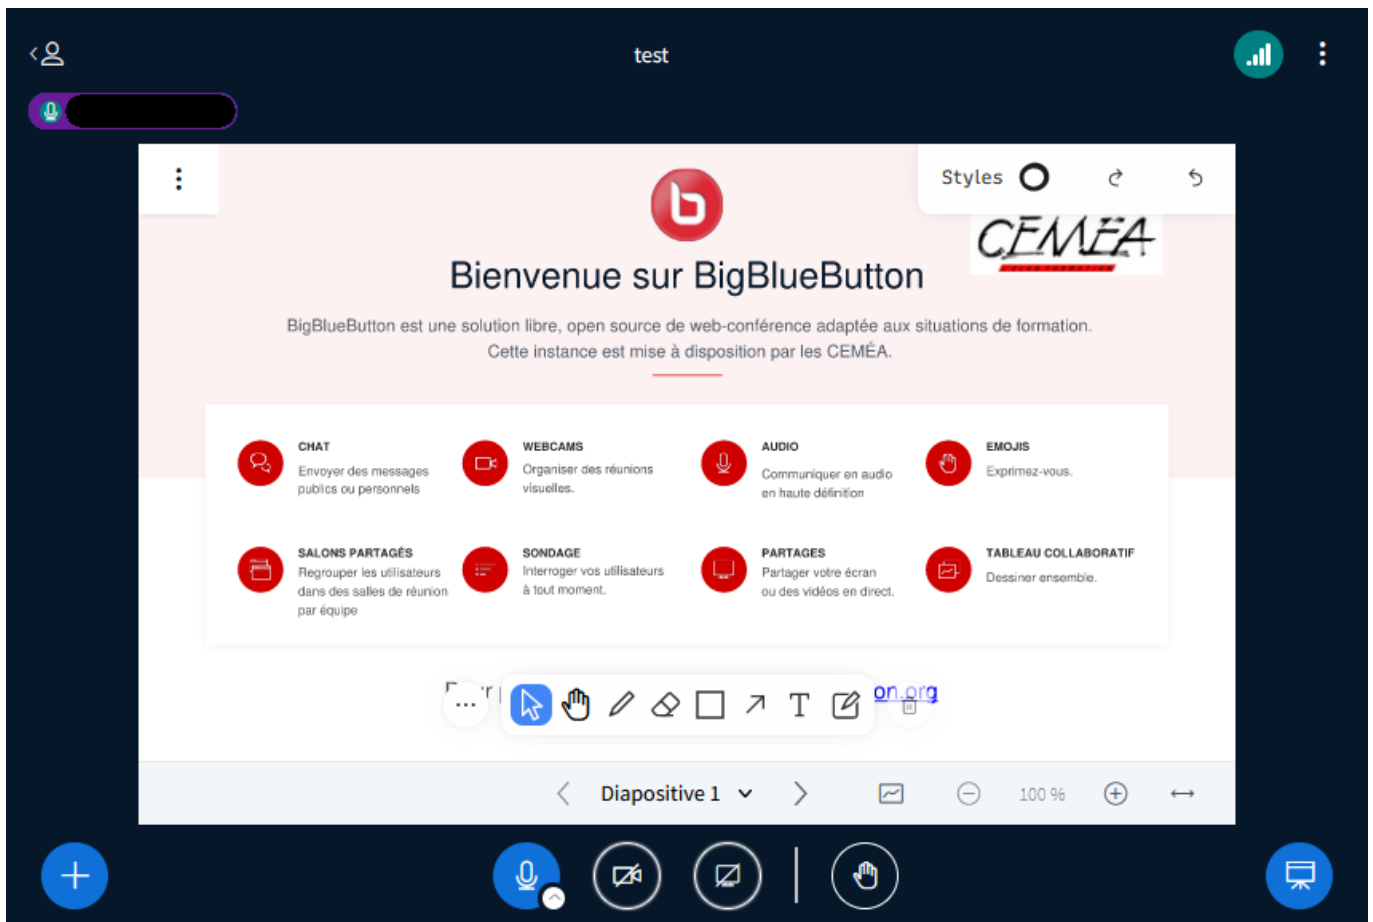 test
Styles
CEMÉA
Bienvenue sur BigBlueButton
BigBlueButton est une solution libre, open source de web-conférence adaptée aux situations de formation.
Cette instance est mise à disposition par les CEMÉA.
CHAT
Envoyer des messages
publics ou personnels
WEBCAMS
Organiser des réunions
visuelles.
AUDIO
Communiquer en audio
en haute définition
EMOJIS
Exprimez-vous.
SALONS PARTAGÉS
Regrouper les utilisateurs
dans des salles de réunion
par équipe
SONDAGE
Interroger vos utilisateurs
à tout moment.
PARTAGES
Partager votre écran
ou des vidéos en direct.
TABLEAU COLLABORATIF
Dessiner ensemble.
on.org
T
Diapositive 1
100 %